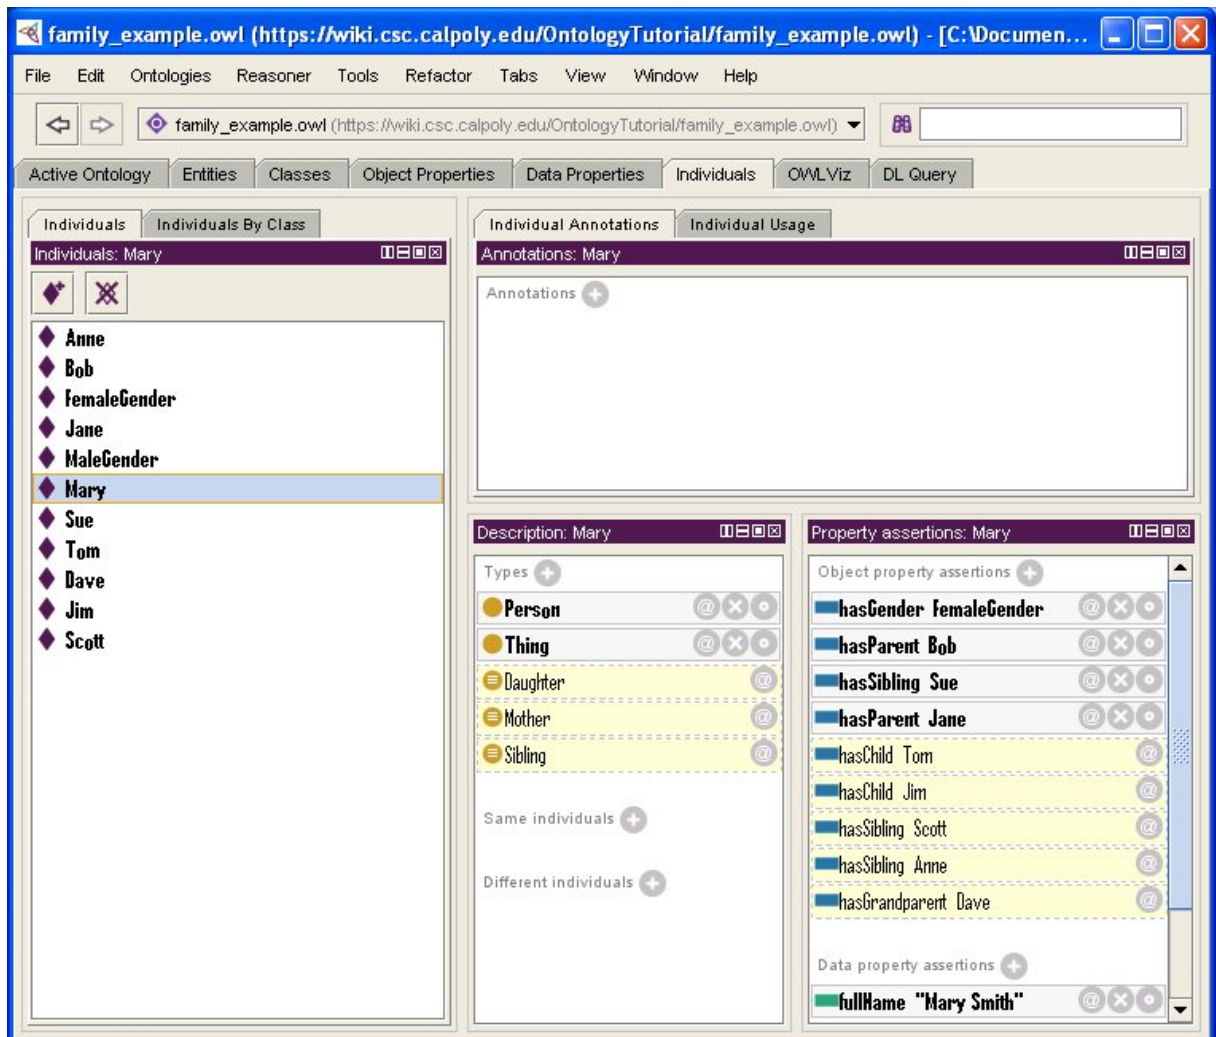 family_example.owl (https://wiki.csc.calpoly.edu/OntologyTutorial/family_example.owl) - [C:\Documen...
File Edit Ontologies Reasoner Tools Refactor Tabs View Window Help
family_example.owl (https://wiki.csc.calpoly.edu/OntologyTutorial/family_example.owl)
Active Ontology Entities Classes Object Properties Data Properties Individuals OWLViz DL Query
Individuals Individuals By Class
Individuals: Mary
Anne
Bob
FemaleGender
Jane
MaleGender
Mary
Sue
Tom
Dave
Jim
Scott
Individual Annotations Individual Usage
Annotations: Mary
Annotations
Description: Mary
Types
Person
Thing
Daughter
Mother
Sibling
Same individuals
Different individuals
Property assertions: Mary
Object property assertions
hasGender FemaleGender
hasParent Bob
hasSibling Sue
hasParent Jane
hasChild Tom
hasChild Jim
hasSibling Scott
hasSibling Anne
hasGrandparent Dave
Data property assertions
fullName "Mary Smith"